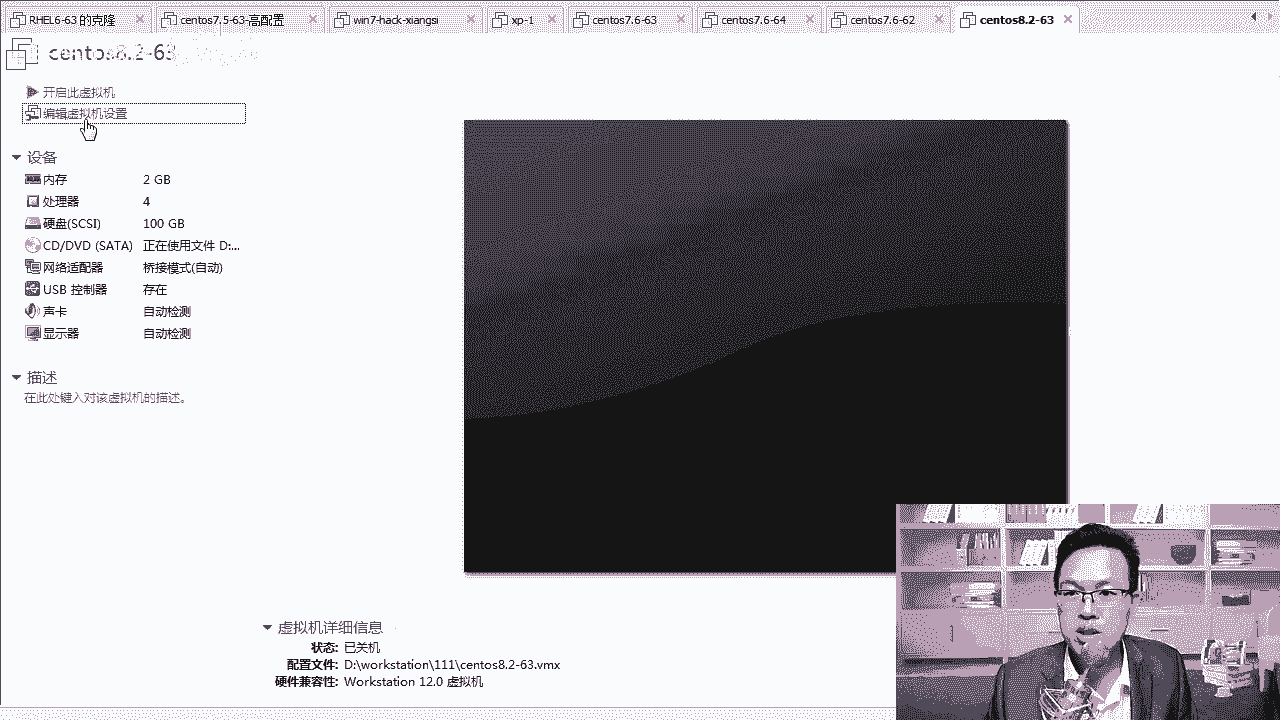 RHEL6-63 的克隆
centos7.5-63-高配置
win7-hack-xiangsi
xp-1
centos7.6-63
centos7.6-64
centos7.6-62
centos8.2-63
centos8.2-63
开启此虚拟机
编辑虚拟机设置
设备
内存 2 GB
处理器 4
硬盘(SCSI) 100 GB
CD/DVD (SATA) 正在使用文件 D:...
网络适配器 桥接模式(自动)
USB 控制器 存在
声卡 自动检测
显示器 自动检测
描述
在此处键入对该虚拟机的描述。
虚拟机详细信息
状态: 已关机
配置文件: D:\workstation\111\centos8.2-63.vmx
硬件兼容性: Workstation 12.0 虚拟机